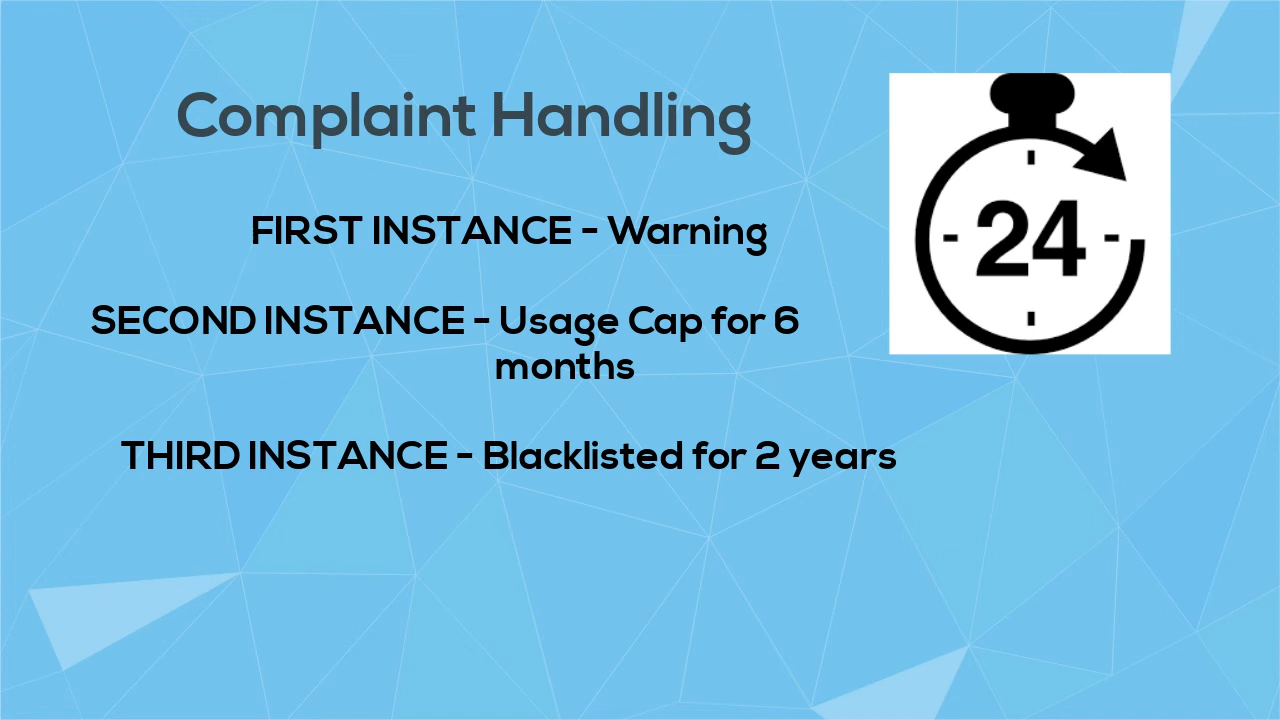 Complaint Handling
FIRST INSTANCE - Warning
SECOND INSTANCE - Usage Cap for 6
months
THIRD INSTANCE - Blacklisted for 2 years
24